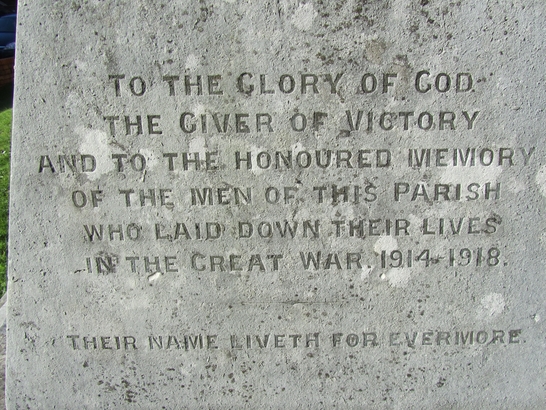 TO THE GLORY OF GOD
THE GIVER OF VICTORY
AND TO THE HONOURED MEMORY
OF THE MEN OF THIS PARISH
WHO LAID DOWN THEIR LIVES
IN THE GREAT WAR 1914-1918.
THEIR NAME LIVETH FOR EVERMORE.